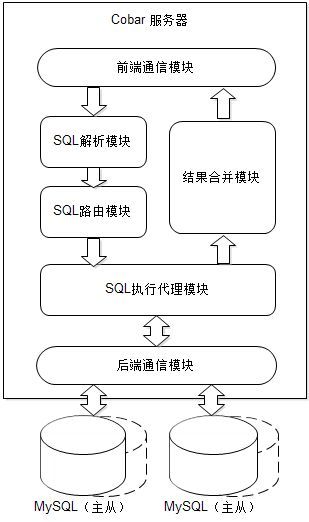 Cobar 服务器
前端通信模块
SQL解析模块
结果合并模块
SQL路由模块
SQL执行代理模块
后端通信模块
MySQL（主从）
MySQL（主从）